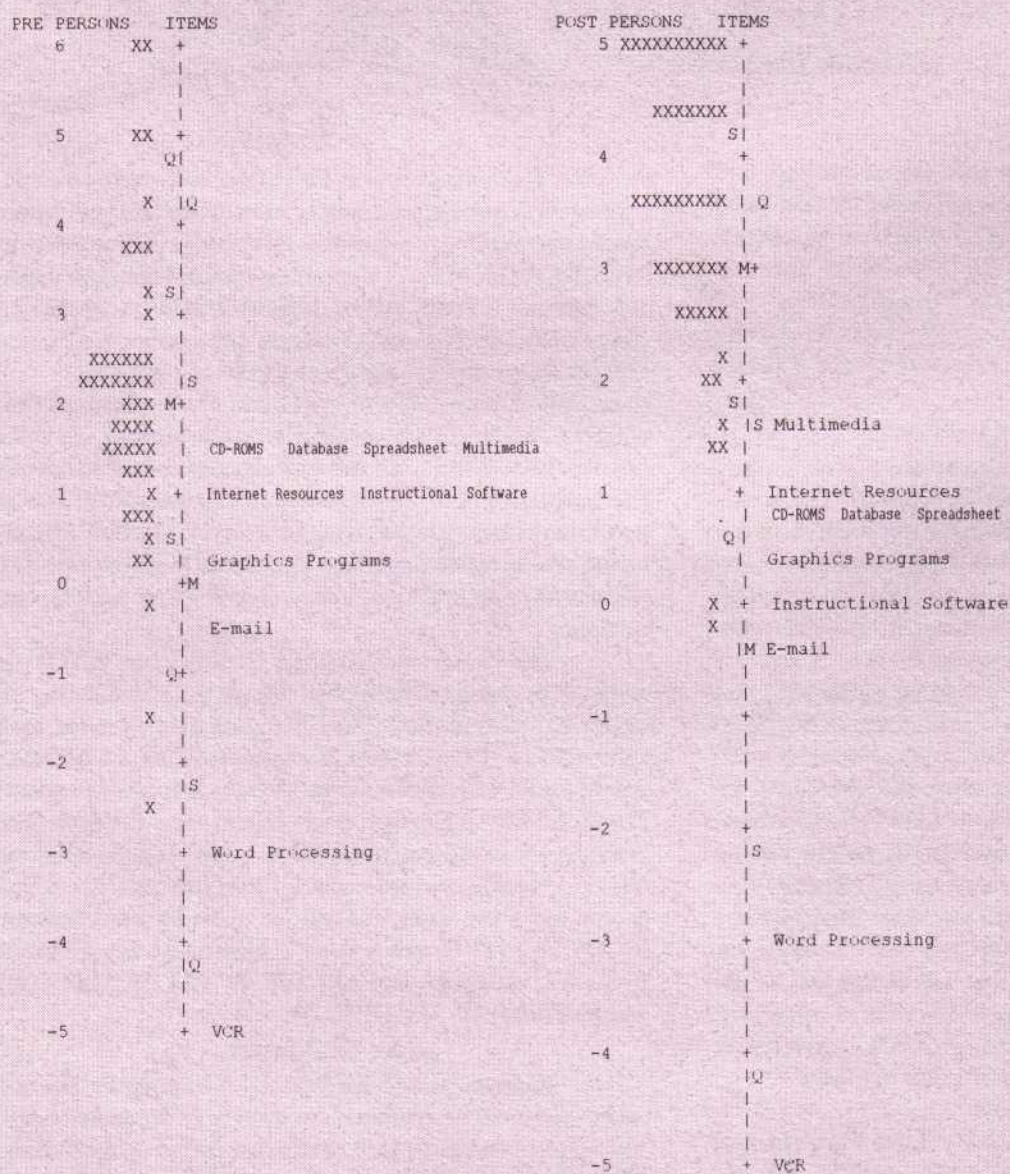 PRE PERSONS ITEMS
6 XX +
|
|
|
5 XX +
Q|
|
X |Q
4 +
XXX |
|
X S|
3 X +
|
XXXXXX |
XXXXXXX |S
2 XXX M+
XXXX |
XXXXX | CD-ROMS Database Spreadsheet Multimedia
XXX |
1 X + Internet Resources Instructional Software
XXX |
X S|
XX | Graphics Programs
0 +M
X |
| E-mail
|
-1 Q+
|
X |
|
-2 +
|S
X |
|
-3 + Word Processing
|
|
|
-4 +
|Q
|
|
-5 + VCR
POST PERSONS ITEMS
5 XXXXXXXXXX +
|
|
XXXXXXX |
S|
4 +
|
XXXXXXXXX | Q
|
|
3 XXXXXXX M+
|
XXXXX |
|
X |
2 XX +
S|
X |S Multimedia
XX |
|
1 + Internet Resources
. | CD-ROMS Database Spreadsheet
Q|
| Graphics Programs
|
0 X + Instructional Software
X |
|M E-mail
|
|
-1 +
|
|
|
|
-2 +
|S
|
|
|
-3 + Word Processing
|
|
|
|
-4 +
|Q
|
|
|
-5 + VCR